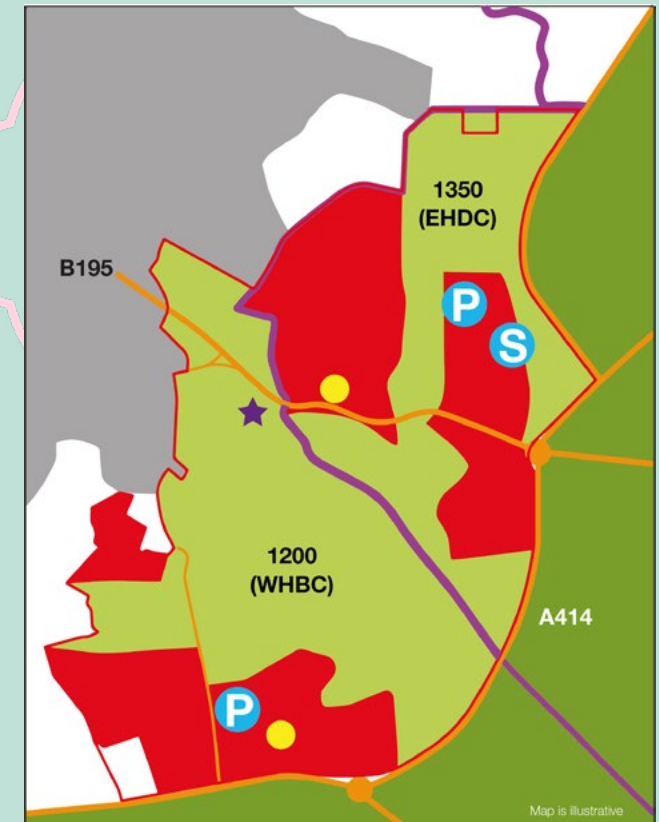 1350
(EHDC)
B195
P
S
1200
(WHBC)
A414
P
Map is illustrative